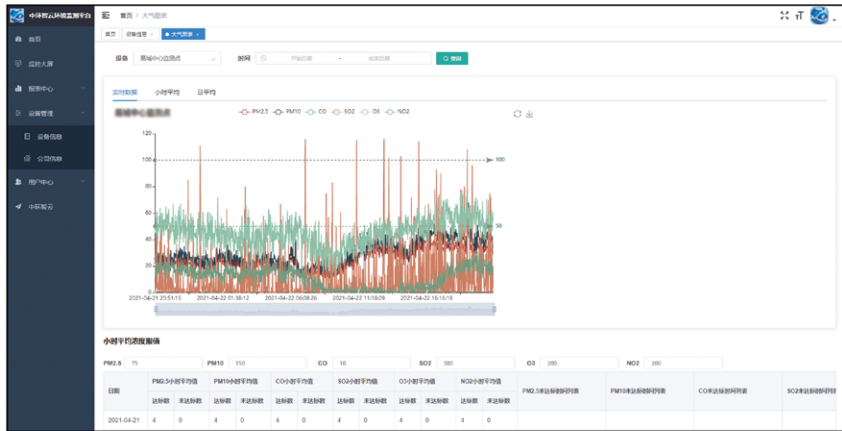 中环智云环境监测平台
首页 / 大气图表
首页
设备信息
大气图表
首页
监控大屏
报表中心
设备管理
设备信息
公司信息
用户中心
中环智云
设备
时间
开始日期 - 结束日期
查询
实时数据 小时平均 日平均
PM2.5 PM10 CO SO2 O3 NO2
120
100
80
60
40
20
0
100
50
2021-04-21 23:51:15 2021-04-22 01:38:12 2021-04-22 06:08:26 2021-04-22 11:18:09 2021-04-22 16:15:18
小时平均浓度限值
PM2.5 75 PM10 150 CO 10 SO2 500 O3 200 NO2 200
日期 PM2.5小时平均值 PM10小时平均值 CO小时平均值 SO2小时平均值 O3小时平均值 NO2小时平均值 PM2.5未达标时间列表 PM10未达标时间列表 CO未达标时间列表 SO2未达标时间列表
达标数 未达标数 达标数 未达标数 达标数 未达标数 达标数 未达标数 达标数 未达标数 达标数 未达标数
2021-04-21 4 0 4 0 4 0 4 0 4 0 4 0